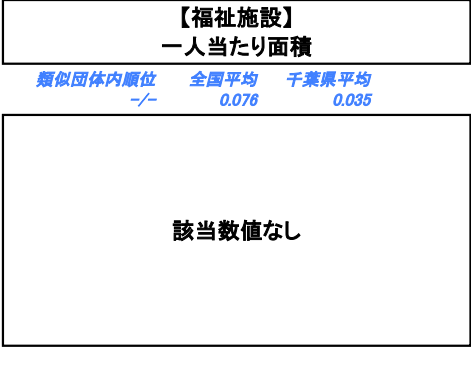 【福祉施設】
一人当たり面積
類似団体内順位 全国平均 千葉県平均
-/- 0.076 0.035
該当数値なし